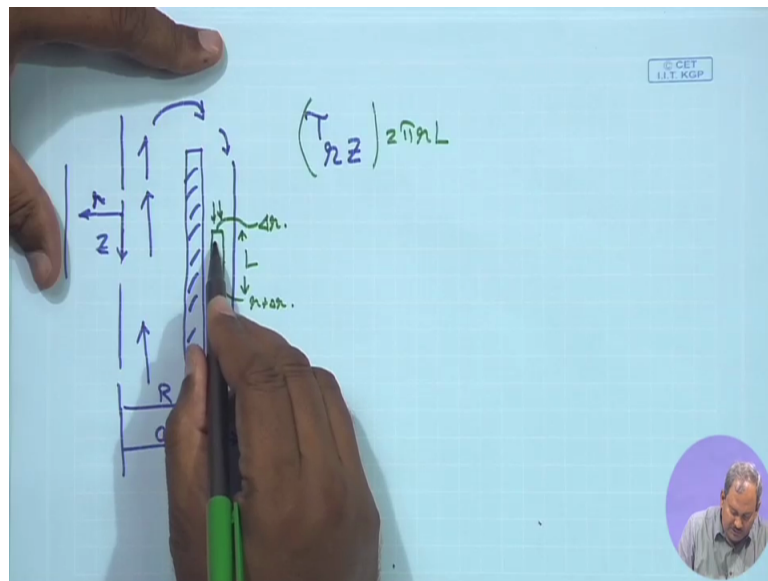 © CET
I.I.T. KGP
(τ rz) 2πrL
r
z
Δr.
L
r+Δr.
R